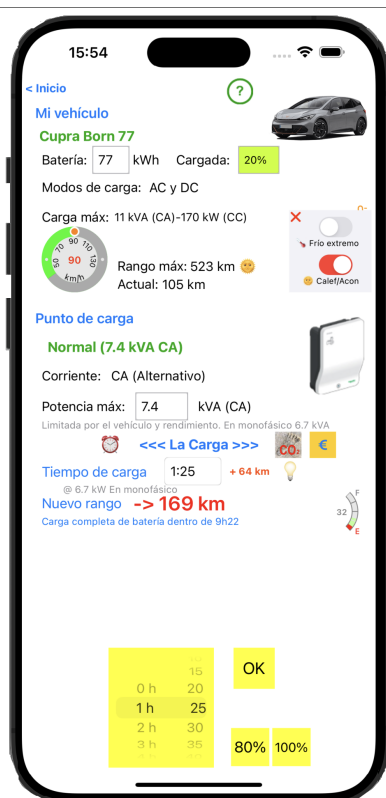 15:54
< Inicio
?
Mi vehículo
Cupra Born 77
Batería: 77 kWh Cargada: 20%
Modos de carga: AC y DC
Carga máx: 11 kVA (CA)-170 kW (CC)
Frío extremo
Calef/Acon
50 70 90 110 130
90
km/h
Rango máx: 523 km
Actual: 105 km
Punto de carga
Normal (7.4 kVA CA)
Corriente: CA (Alternativo)
Potencia máx: 7.4 kVA (CA)
Limitada por el vehículo y rendimiento. En monofásico 6.7 kVA
<<< La Carga >>> CO₂ €
Tiempo de carga 1:25 + 64 km
@ 6.7 kW En monofásico
Nuevo rango -> 169 km
Carga completa de batería dentro de 9h22
F
32
E
15
0 h 20
1 h 25
2 h 30
3 h 35
OK
80% 100%